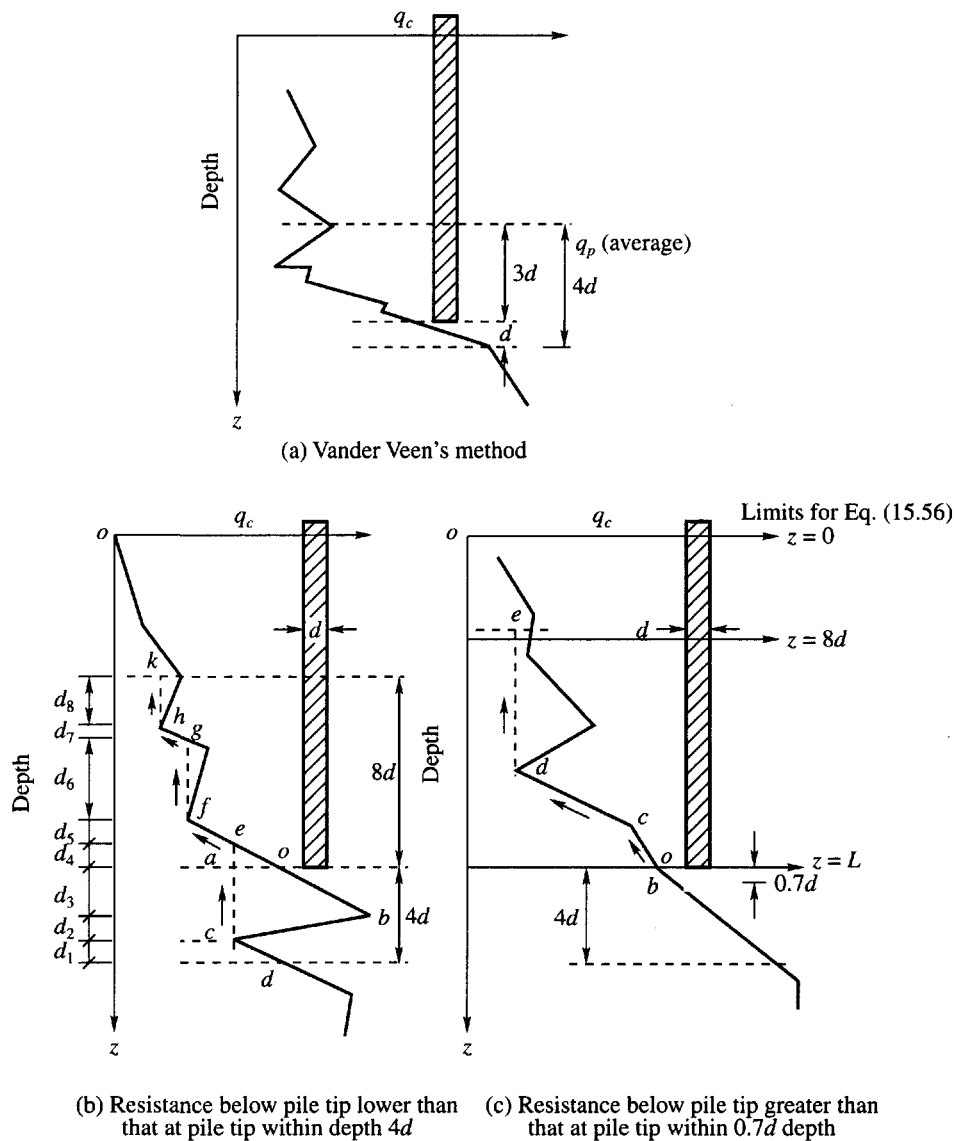 q_c
Depth
q_p (average)
3d
4d
d
z
(a) Vander Veen's method
Limits for Eq. (15.56)
o
q_c
d
k
d_8
h
d_7
g
d_6
8d
Depth
f
d_5
e
d_4
a
o
d_3
b
4d
d_2
c
d_1
d
z
(b) Resistance below pile tip lower than
that at pile tip within depth 4d
o
q_c
z = 0
e
d
z = 8d
Depth
d
c
o
z = L
b
0.7d
4d
z
(c) Resistance below pile tip greater than
that at pile tip within 0.7d depth